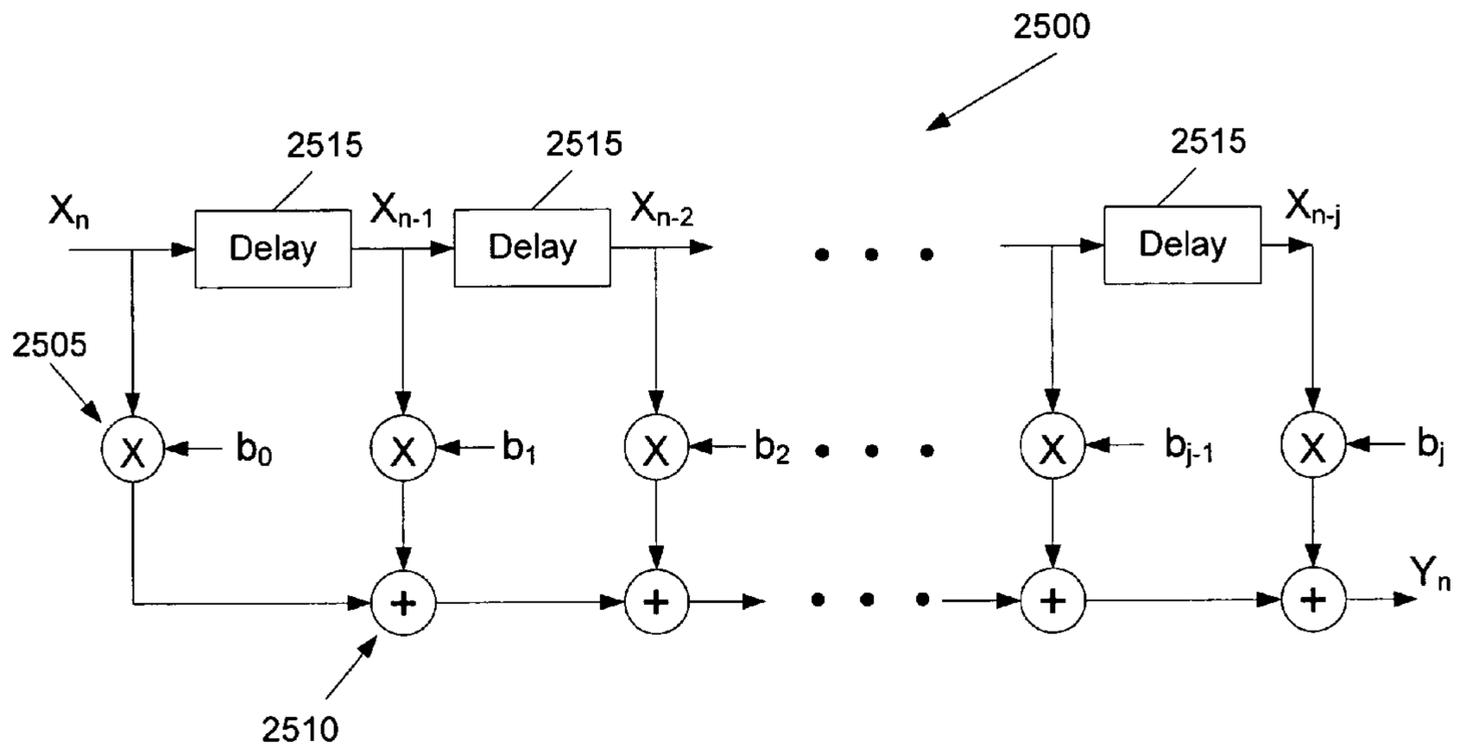 2500
2515
2515
2515
Xₙ
Delay
Xₙ₋₁
Delay
Xₙ₋₂
• • •
Delay
Xₙ₋ⱼ
2505
X
b₀
X
b₁
X
b₂
• • •
X
bⱼ₋₁
X
bⱼ
+
+
• • •
+
+
Yₙ
2510